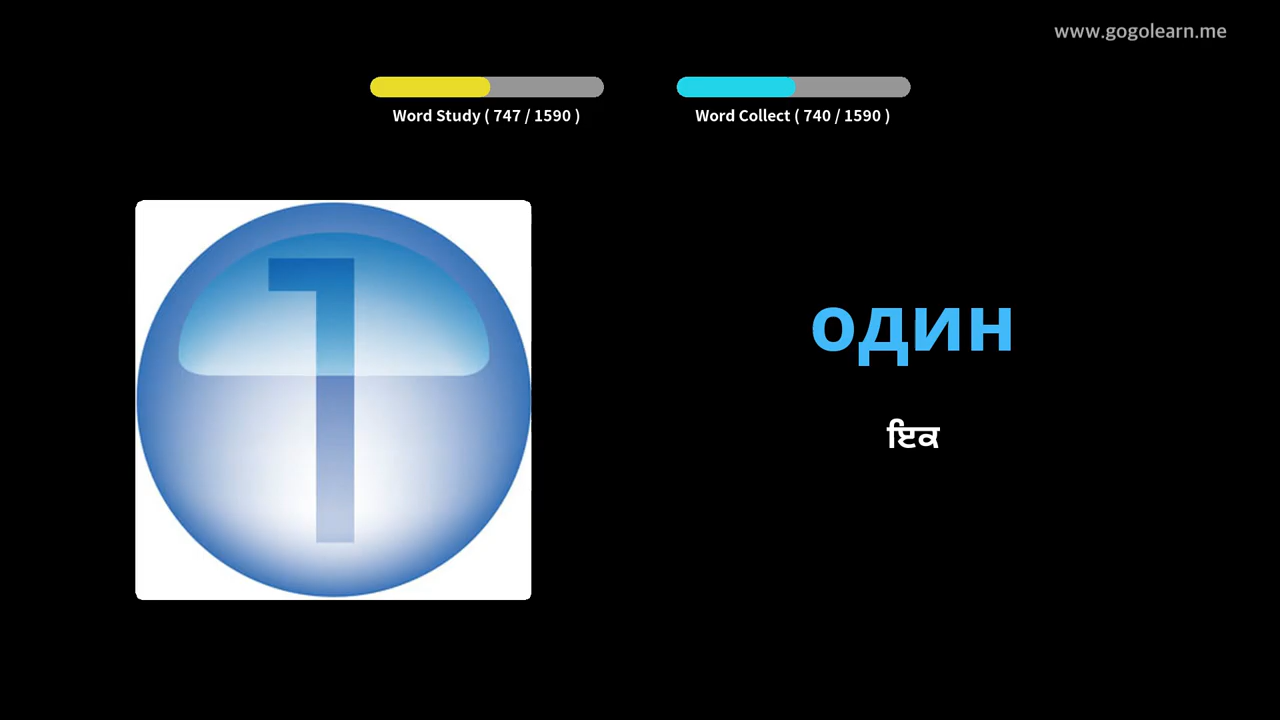 www.gogolearn.me
Word Study ( 747 / 1590 )
Word Collect ( 740 / 1590 )
1
один
ਇਕ